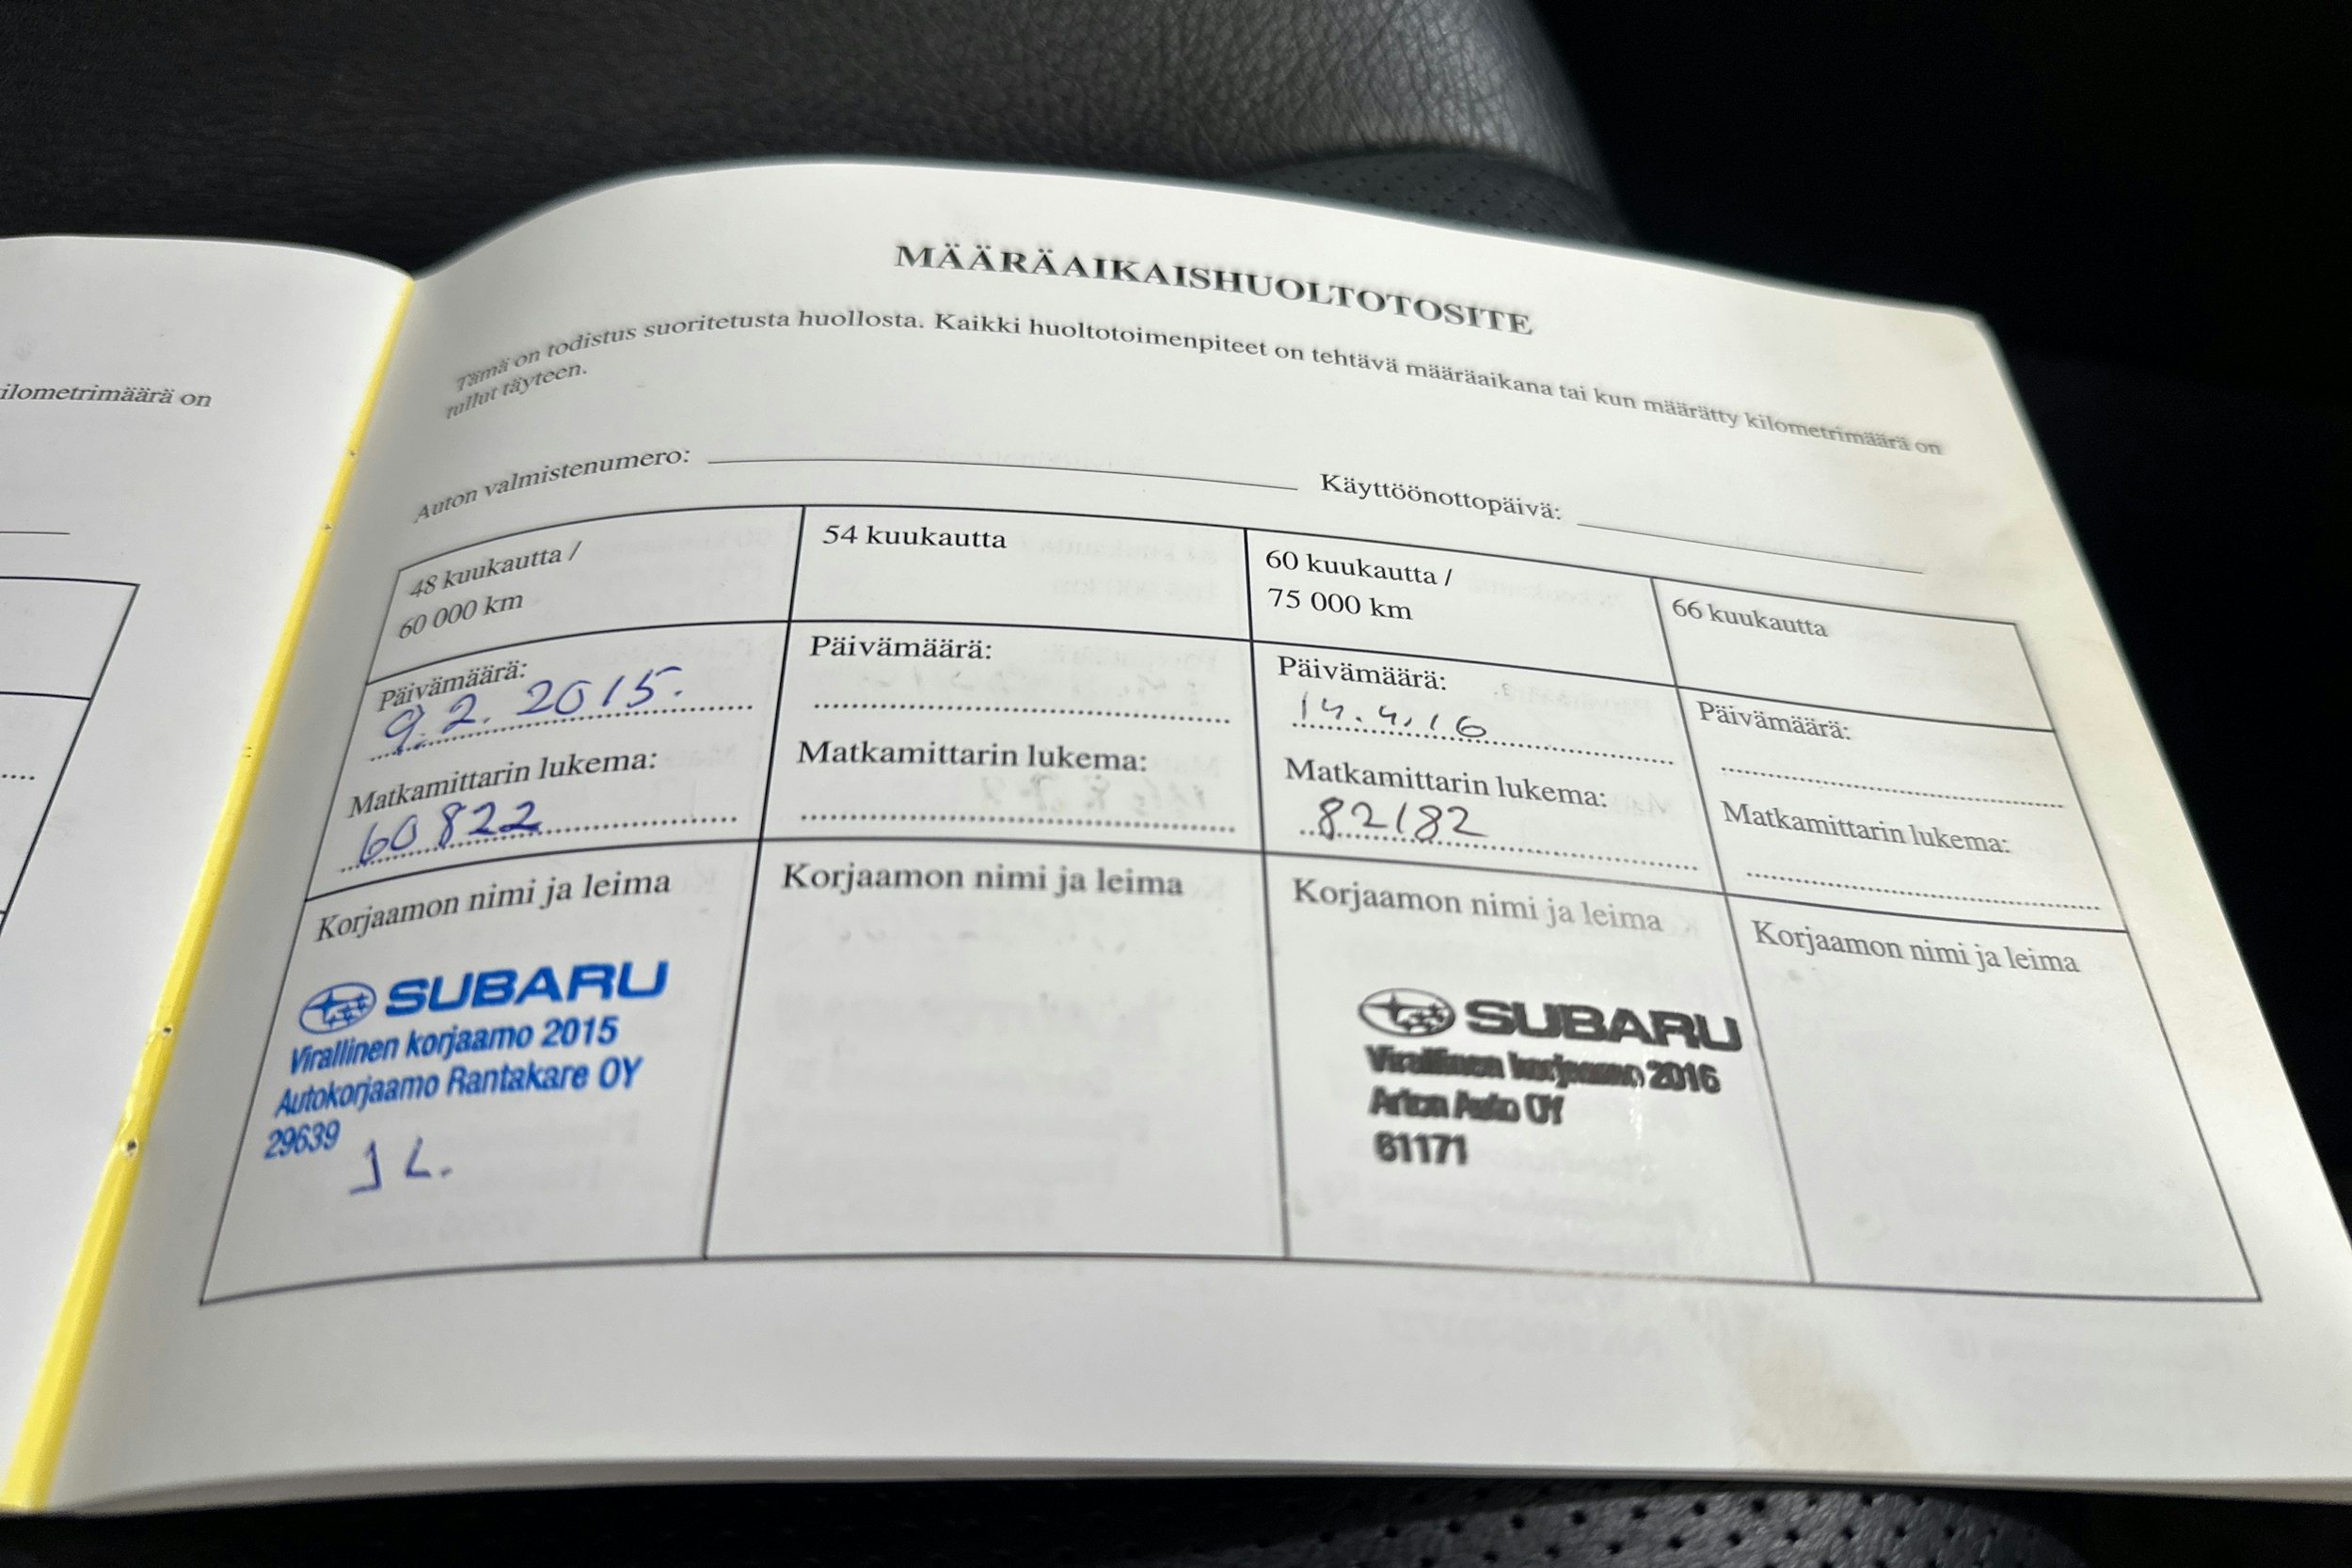 ilometrimäärä on
MÄÄRÄAIKAISHUOLTOTOSITE
Tämä on todistus suoritetusta huollosta. Kaikki huoltotoimenpiteet on tehtävä määräaikana tai kun määrätty kilometrimäärä on
tullut täyteen.
Auton valmistenumero: Käyttöönottopäivä:
48 kuukautta /
60 000 km
Päivämäärä:
9.2. 2015.
Matkamittarin lukema:
60 822
Korjaamon nimi ja leima
SUBARU
Virallinen korjaamo 2015
Autokorjaamo Rantakare OY
29639
J L.
54 kuukautta
Päivämäärä:
Matkamittarin lukema:
Korjaamon nimi ja leima
60 kuukautta /
75 000 km
Päivämäärä:
14.4.16
Matkamittarin lukema:
82182
Korjaamon nimi ja leima
SUBARU
Virallinen korjaamo 2016
Auto OY
61171
66 kuukautta
Päivämäärä:
Matkamittarin lukema:
Korjaamon nimi ja leima